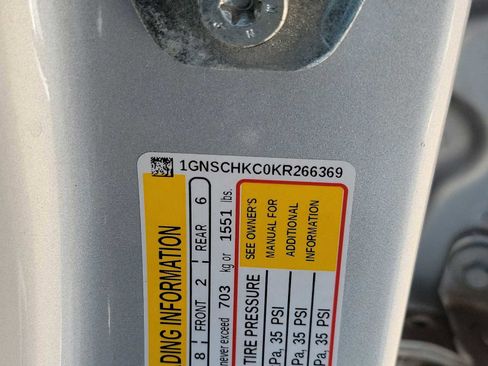 1GNSCHKC0KR266369
DING INFORMATION
8 FRONT 2 REAR 6
never exceed 703 kg or 1551 lbs.
TIRE PRESSURE
SEE OWNER'S
MANUAL FOR
ADDITIONAL
INFORMATION
Pa, 35 PSI
Pa, 35 PSI
Pa, 35 PSI